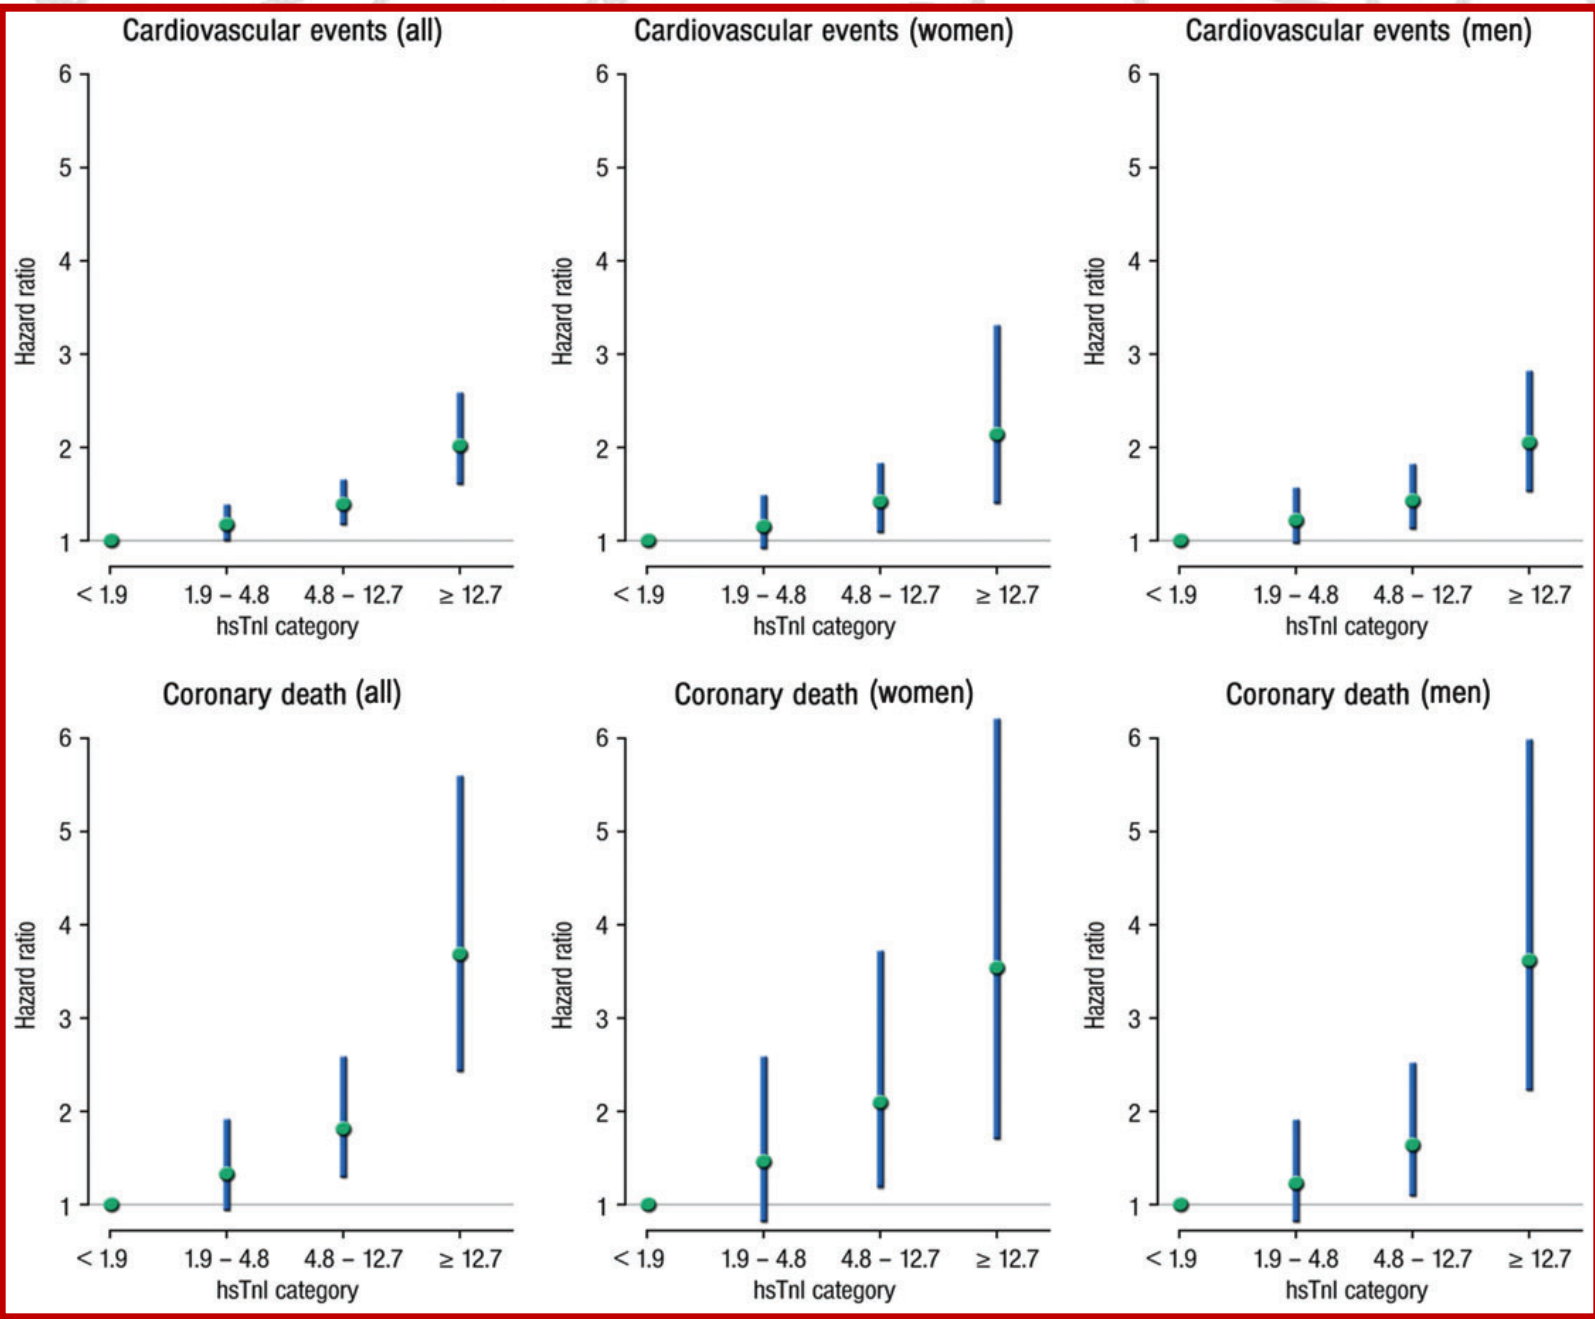 Cardiovascular events (all)
6
5
4
3
2
1
Hazard ratio
< 1.9 1.9 – 4.8 4.8 – 12.7 ≥ 12.7
hsTnI category
Cardiovascular events (women)
6
5
4
3
2
1
Hazard ratio
< 1.9 1.9 – 4.8 4.8 – 12.7 ≥ 12.7
hsTnI category
Cardiovascular events (men)
6
5
4
3
2
1
Hazard ratio
< 1.9 1.9 – 4.8 4.8 – 12.7 ≥ 12.7
hsTnI category
Coronary death (all)
6
5
4
3
2
1
Hazard ratio
< 1.9 1.9 – 4.8 4.8 – 12.7 ≥ 12.7
hsTnI category
Coronary death (women)
6
5
4
3
2
1
Hazard ratio
< 1.9 1.9 – 4.8 4.8 – 12.7 ≥ 12.7
hsTnI category
Coronary death (men)
6
5
4
3
2
1
Hazard ratio
< 1.9 1.9 – 4.8 4.8 – 12.7 ≥ 12.7
hsTnI category